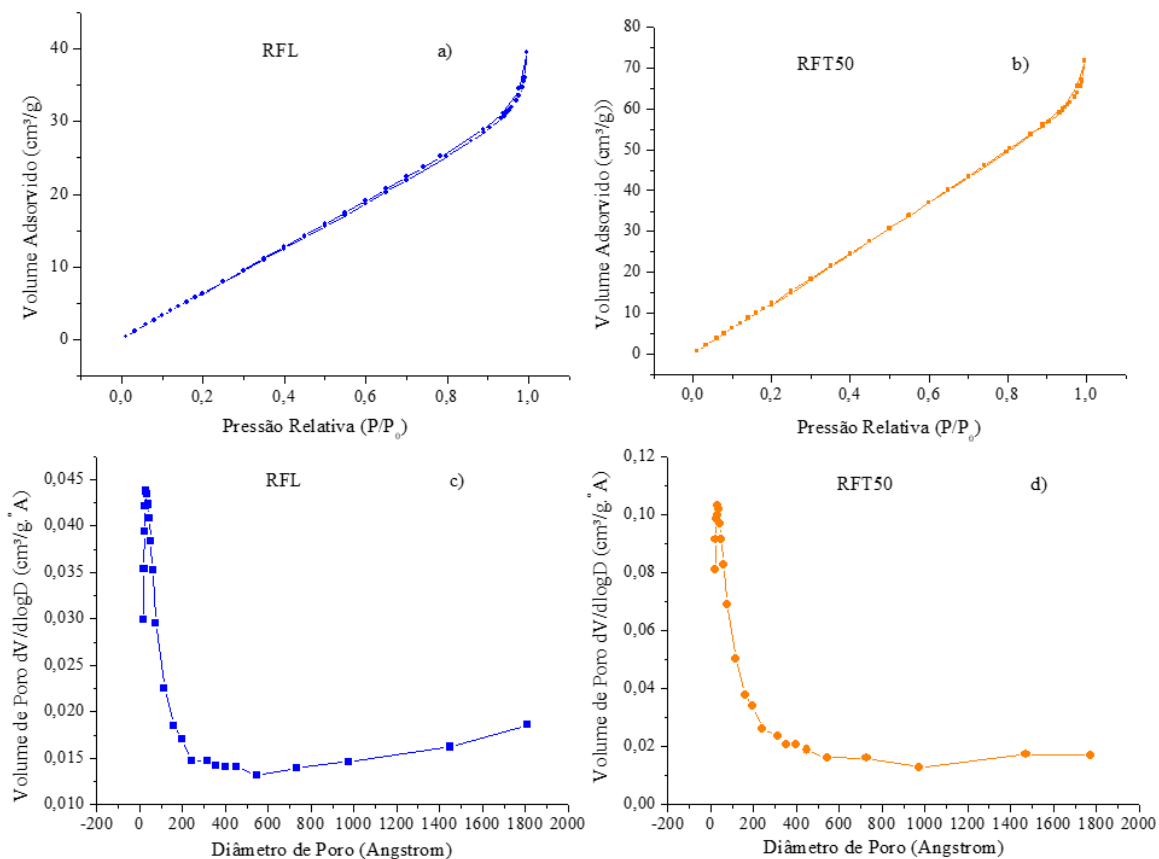 RFL a)
Volume Adsorvido (cm³/g)
40
30
20
10
0
0,0 0,2 0,4 0,6 0,8 1,0
Pressão Relativa (P/P₀)
RFT50 b)
Volume Adsorvido (cm³/g))
80
70
60
50
40
30
20
10
0
0,0 0,2 0,4 0,6 0,8 1,0
Pressão Relativa (P/P₀)
RFL c)
Volume de Poro dV/dlogD (cm³/g.°A)
0,045
0,040
0,035
0,030
0,025
0,020
0,015
0,010
-200 0 200 400 600 800 1000 1200 1400 1600 1800 2000
Diâmetro de Poro (Angstrom)
RFT50 d)
Volume de Poro dV/dlogD (cm³/g.°A)
0,12
0,10
0,08
0,06
0,04
0,02
0,00
-200 0 200 400 600 800 1000 1200 1400 1600 1800 2000
Diâmetro de Poro (Angstrom)